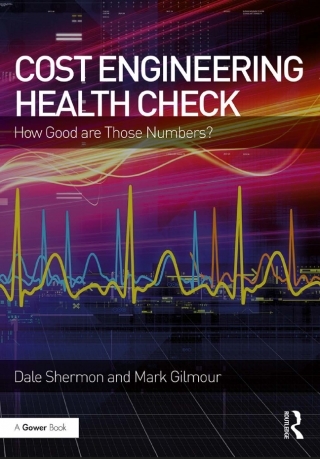 COST ENGINEERING
HEALTH CHECK
How Good are Those Numbers?
Dale Shermon and Mark Gilmour
A Gower Book
ROUTLEDGE